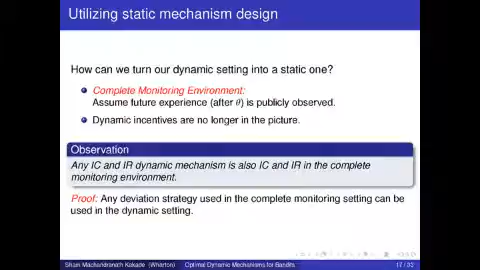 Utilizing static mechanism design
How can we turn our dynamic setting into a static one?
Complete Monitoring Environment:
Assume future experience (after θ) is publicly observed.
Dynamic incentives are no longer in the picture.
Observation
Any IC and IR dynamic mechanism is also IC and IR in the complete
monitoring environment.
Proof: Any deviation strategy used in the complete monitoring setting can be
used in the dynamic setting.
Sham Machandranath Kakade (Wharton) Optimal Dynamic Mechanisms for Bandits 17 / 33